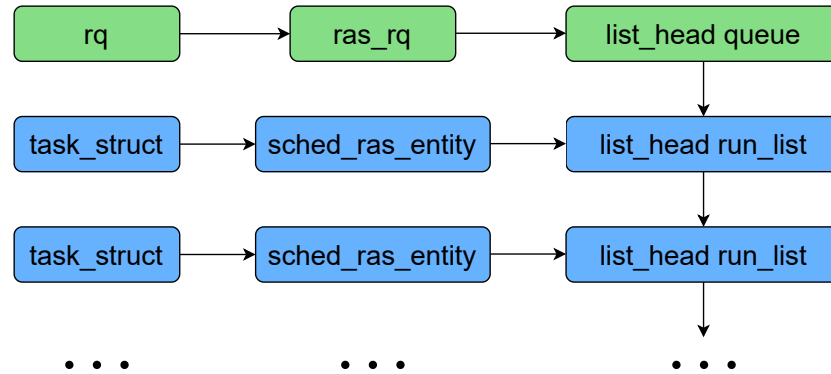 rq
ras_rq
list_head queue
task_struct
sched_ras_entity
list_head run_list
task_struct
sched_ras_entity
list_head run_list
. . .
. . .
. . .